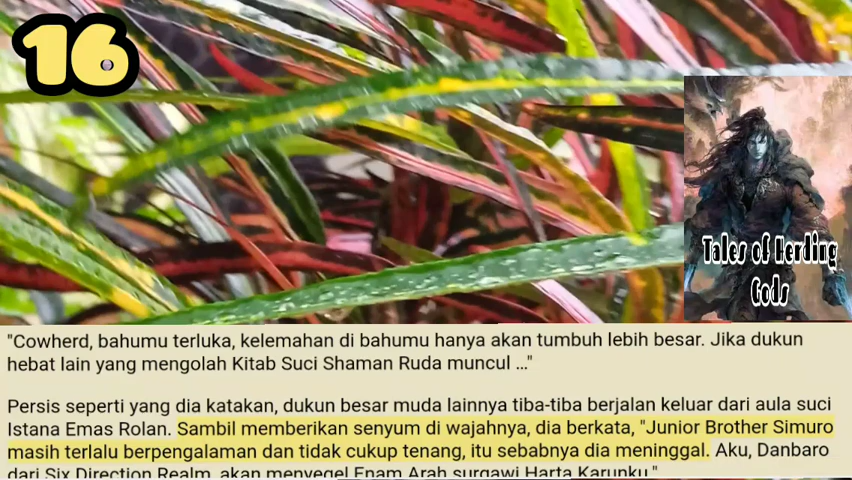 16
Tales of Herding
Gods
"Cowherd, bahumu terluka, kelemahan di bahumu hanya akan tumbuh lebih besar. Jika dukun
hebat lain yang mengolah Kitab Suci Shaman Ruda muncul ..."
Persis seperti yang dia katakan, dukun besar muda lainnya tiba-tiba berjalan keluar dari aula suci
Istana Emas Rolan. Sambil memberikan senyum di wajahnya, dia berkata, "Junior Brother Simuro
masih terlalu berpengalaman dan tidak cukup tenang, itu sebabnya dia meninggal. Aku, Danbaro
dari Six Direction Realm, akan menyegel Enam Arah surgawi Harta Karunku."